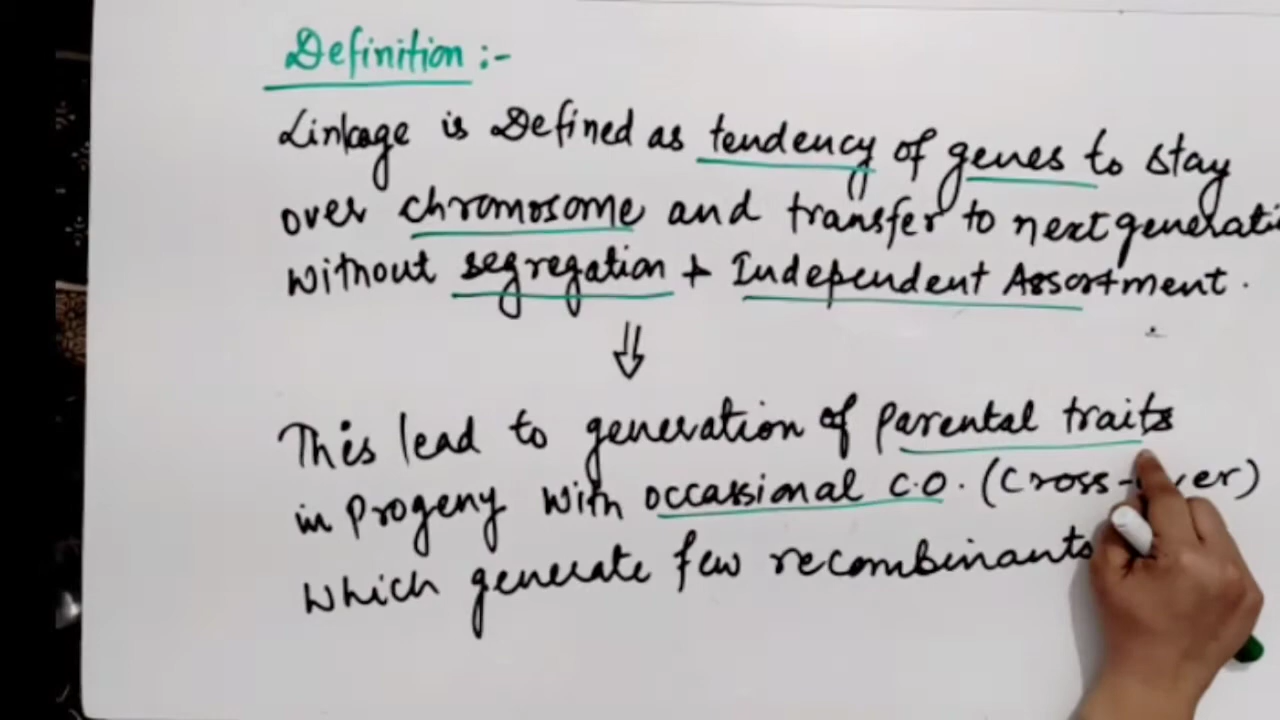 Definition :-
Linkage is Defined as tendency of genes to stay
over chromosome and transfer to next generati
without segregation + Independent Assortment.
This lead to generation of parental traits
in progeny with occassional C.O. (Cross-over)
which generate few recombinants